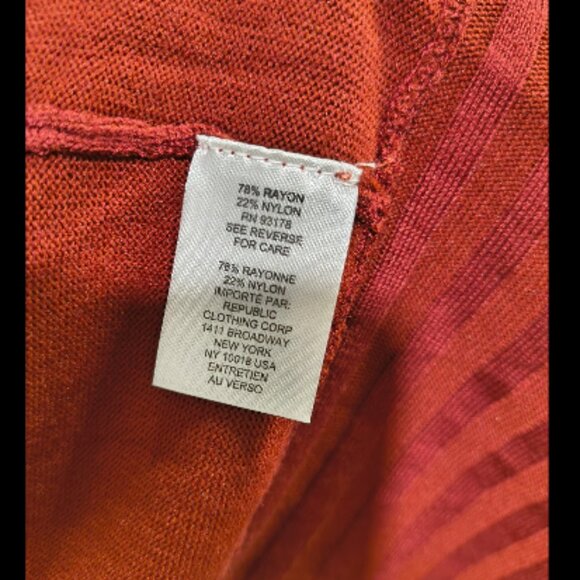 78% RAYON
22% NYLON
RN 93178
SEE REVERSE
FOR CARE
78% RAYONNE
22% NYLON
IMPORTÉ PAR:
REPUBLIC
CLOTHING CORP
1411 BROADWAY
NEW YORK
NY 10018 USA
ENTRETIEN
AU VERSO